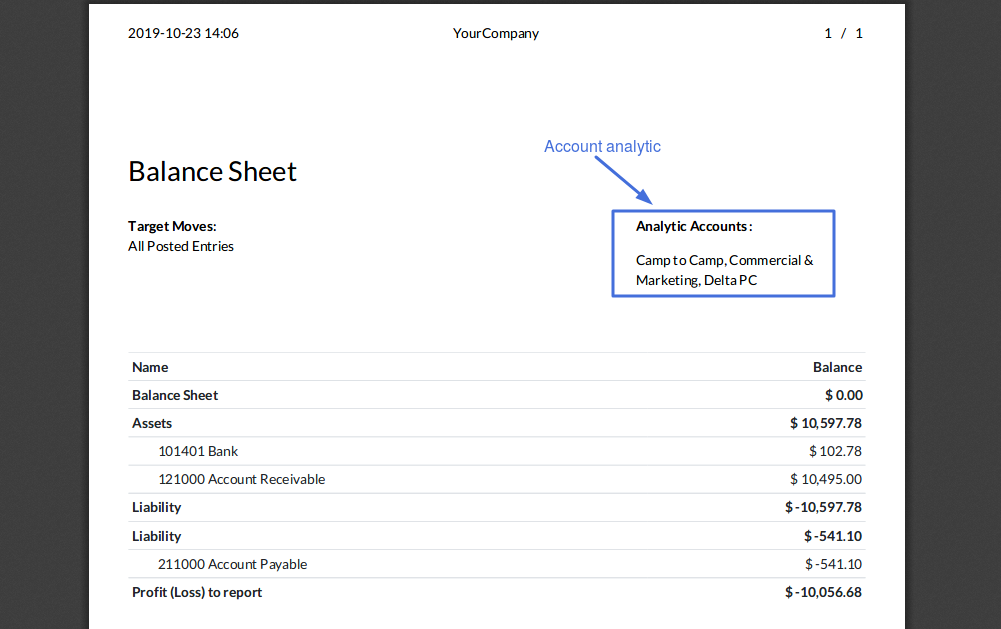 2019-10-23 14:06 YourCompany 1 / 1
Account analytic
Balance Sheet
Target Moves:
All Posted Entries
Analytic Accounts:
Camp to Camp, Commercial &
Marketing, Delta PC
Name Balance
Balance Sheet $ 0.00
Assets $ 10,597.78
101401 Bank $ 102.78
121000 Account Receivable $ 10,495.00
Liability $ -10,597.78
Liability $ -541.10
211000 Account Payable $ -541.10
Profit (Loss) to report $ -10,056.68